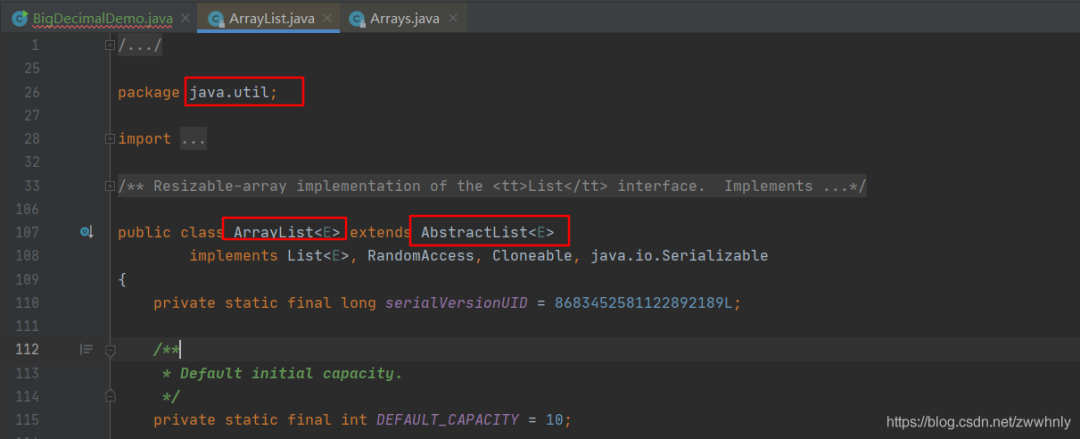 BigDecimalDemo.java ArrayList.java Arrays.java
1 /.../
25
26 package java.util;
27
28 import ...
32
33 /** Resizable-array implementation of the <tt>List</tt> interface.  Implements ...*/
106
107 public class ArrayList<E> extends AbstractList<E>
108 implements List<E>, RandomAccess, Cloneable, java.io.Serializable
109 {
110 private static final long serialVersionUID = 8683452581122892189L;
111
112 /**
113 * Default initial capacity.
114 */
115 private static final int DEFAULT_CAPACITY = 10;
https://blog.csdn.net/zwwhnly